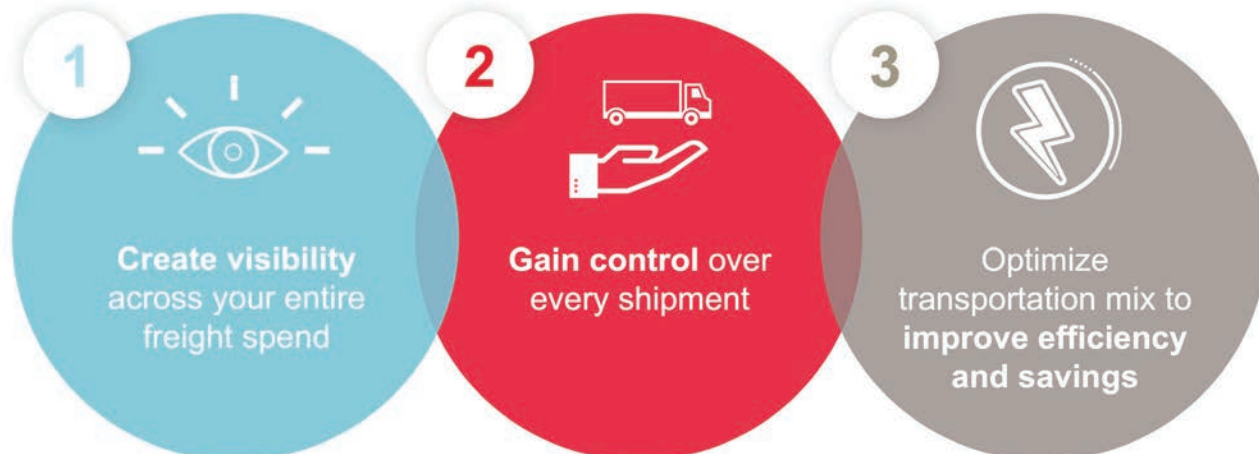 1
Create visibility
across your entire
freight spend
2
Gain control over
every shipment
3
Optimize
transportation mix to
improve efficiency
and savings